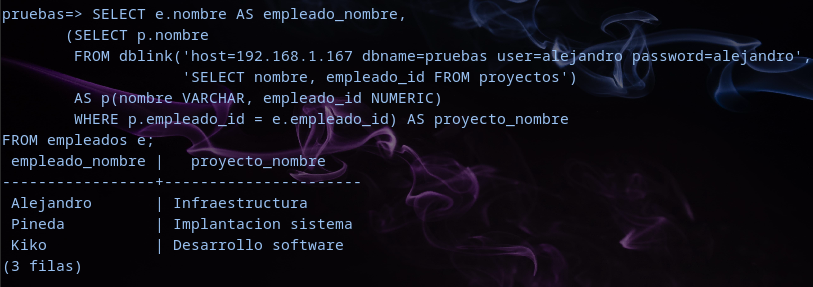 pruebas=> SELECT e.nombre AS empleado_nombre,
       (SELECT p.nombre
        FROM dblink('host=192.168.1.167 dbname=pruebas user=alejandro password=alejandro',
                    'SELECT nombre, empleado_id FROM proyectos')
        AS p(nombre VARCHAR, empleado_id NUMERIC)
        WHERE p.empleado_id = e.empleado_id) AS proyecto_nombre
FROM empleados e;
 empleado_nombre |   proyecto_nombre
-----------------+----------------------
 Alejandro       | Infraestructura
 Pineda          | Implantacion sistema
 Kiko            | Desarrollo software
(3 filas)